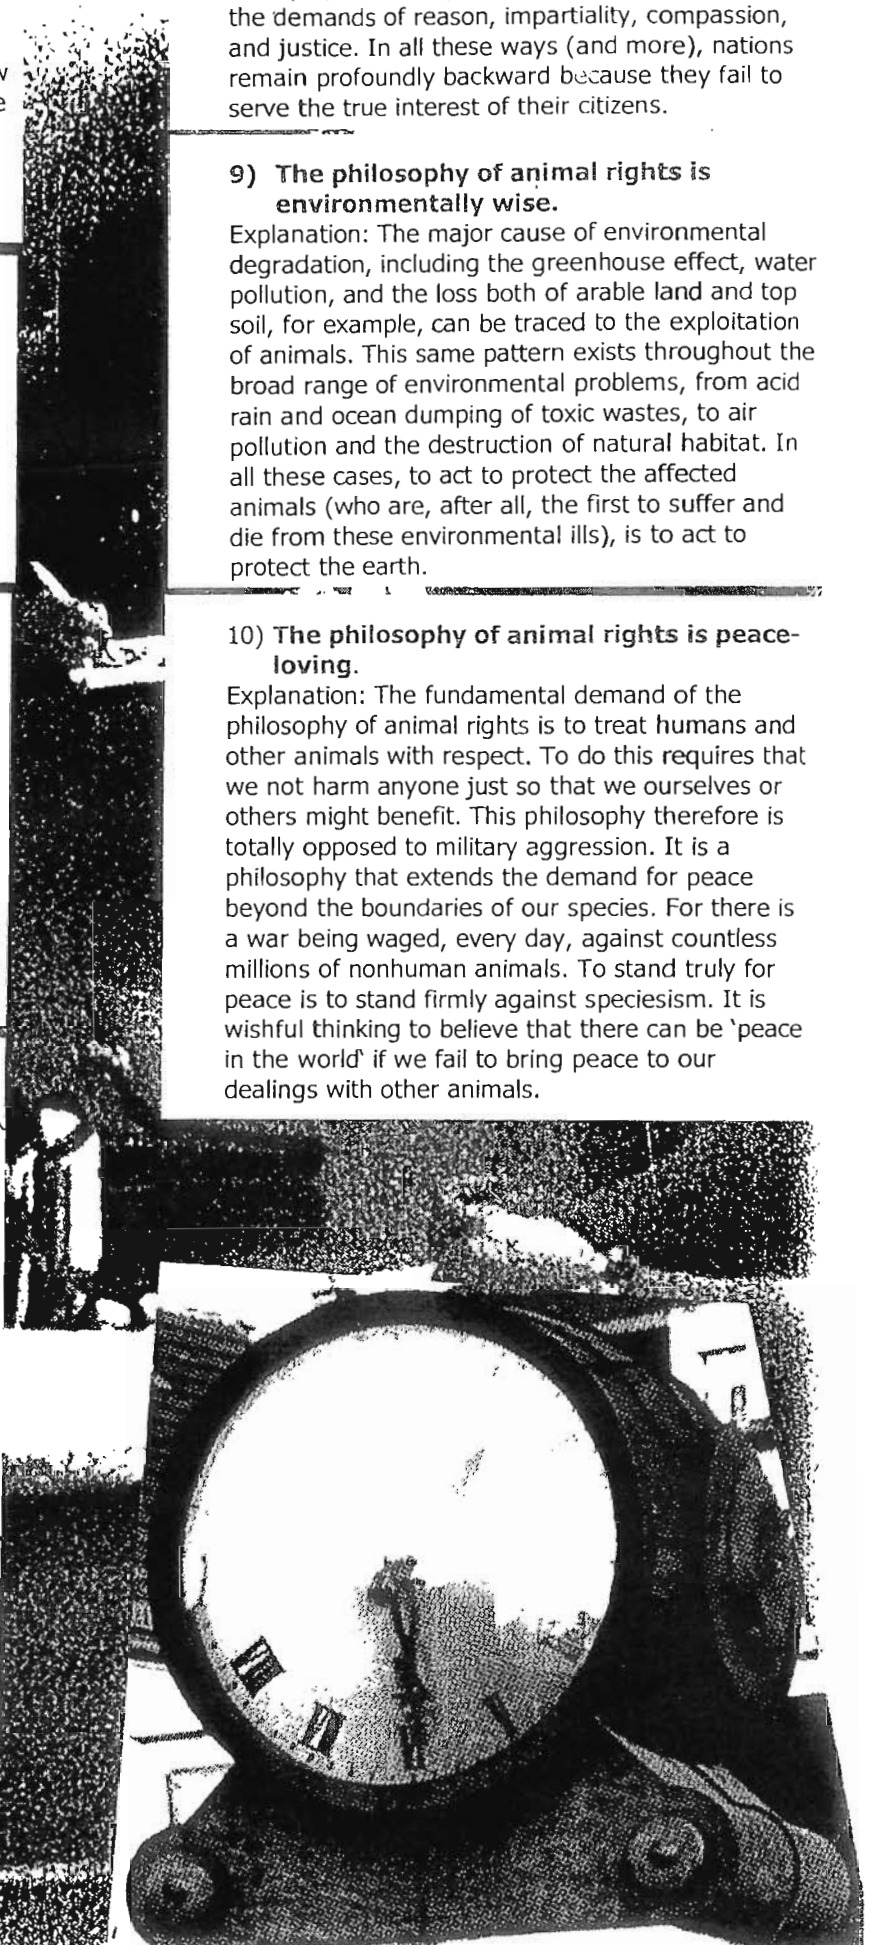 the demands of reason, impartiality, compassion,
and justice. In all these ways (and more), nations
remain profoundly backward because they fail to
serve the true interest of their citizens.
9) The philosophy of animal rights is
environmentally wise.
Explanation: The major cause of environmental
degradation, including the greenhouse effect, water
pollution, and the loss both of arable land and top
soil, for example, can be traced to the exploitation
of animals. This same pattern exists throughout the
broad range of environmental problems, from acid
rain and ocean dumping of toxic wastes, to air
pollution and the destruction of natural habitat. In
all these cases, to act to protect the affected
animals (who are, after all, the first to suffer and
die from these environmental ills), is to act to
protect the earth.
10) The philosophy of animal rights is peace-
loving.
Explanation: The fundamental demand of the
philosophy of animal rights is to treat humans and
other animals with respect. To do this requires that
we not harm anyone just so that we ourselves or
others might benefit. This philosophy therefore is
totally opposed to military aggression. It is a
philosophy that extends the demand for peace
beyond the boundaries of our species. For there is
a war being waged, every day, against countless
millions of nonhuman animals. To stand truly for
peace is to stand firmly against speciesism. It is
wishful thinking to believe that there can be 'peace
in the world' if we fail to bring peace to our
dealings with other animals.